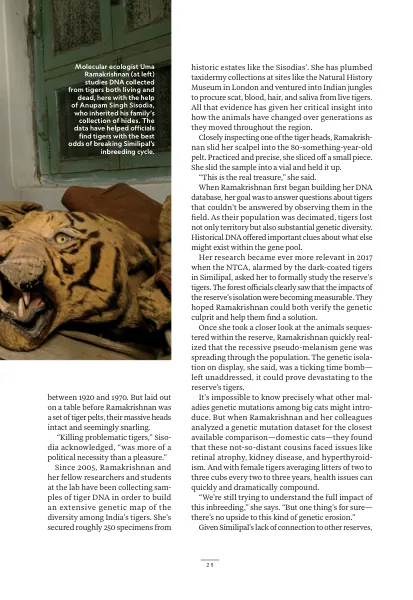 Molecular ecologist Uma
Ramakrishnan (at left)
studies DNA collected
from tigers both living and
dead, here with the help
of Anupam Singh Sisodia,
who inherited his family's
collection of hides. The
data have helped officials
find tigers with the best
odds of breaking Similipal's
inbreeding cycle.
between 1920 and 1970. But laid out
on a table before Ramakrishnan was
a set of tiger pelts, their massive heads
intact and seemingly snarling.
“Killing problematic tigers,” Siso-
dia acknowledged, “was more of a
political necessity than a pleasure.”
Since 2005, Ramakrishnan and
her fellow researchers and students
at the lab have been collecting sam-
ples of tiger DNA in order to build
an extensive genetic map of the
diversity among India's tigers. She's
secured roughly 250 specimens from
historic estates like the Sisodias'. She has plumbed
taxidermy collections at sites like the Natural History
Museum in London and ventured into Indian jungles
to procure scat, blood, hair, and saliva from live tigers.
All that evidence has given her critical insight into
how the animals have changed over generations as
they moved throughout the region.
Closely inspecting one of the tiger heads, Ramakrish-
nan slid her scalpel into the 80-something-year-old
pelt. Practiced and precise, she sliced off a small piece.
She slid the sample into a vial and held it up.
“This is the real treasure,” she said.
When Ramakrishnan first began building her DNA
database, her goal was to answer questions about tigers
that couldn't be answered by observing them in the
field. As their population was decimated, tigers lost
not only territory but also substantial genetic diversity.
Historical DNA offered important clues about what else
might exist within the gene pool.
Her research became ever more relevant in 2017
when the NTCA, alarmed by the dark-coated tigers
in Similipal, asked her to formally study the reserve's
tigers. The forest officials clearly saw that the impacts of
the reserve's isolation were becoming measurable. They
hoped Ramakrishnan could both verify the genetic
culprit and help them find a solution.
Once she took a closer look at the animals seques-
tered within the reserve, Ramakrishnan quickly real-
ized that the recessive pseudo-melanism gene was
spreading through the population. The genetic isola-
tion on display, she said, was a ticking time bomb—
left unaddressed, it could prove devastating to the
reserve's tigers.
It's impossible to know precisely what other mal-
adies genetic mutations among big cats might intro-
duce. But when Ramakrishnan and her colleagues
analyzed a genetic mutation dataset for the closest
available comparison—domestic cats—they found
that these not-so-distant cousins faced issues like
retinal atrophy, kidney disease, and hyperthyroid-
ism. And with female tigers averaging litters of two to
three cubs every two to three years, health issues can
quickly and dramatically compound.
“We're still trying to understand the full impact of
this inbreeding,” she says. “But one thing's for sure—
there's no upside to this kind of genetic erosion.”
Given Similipal's lack of connection to other reserves,
29